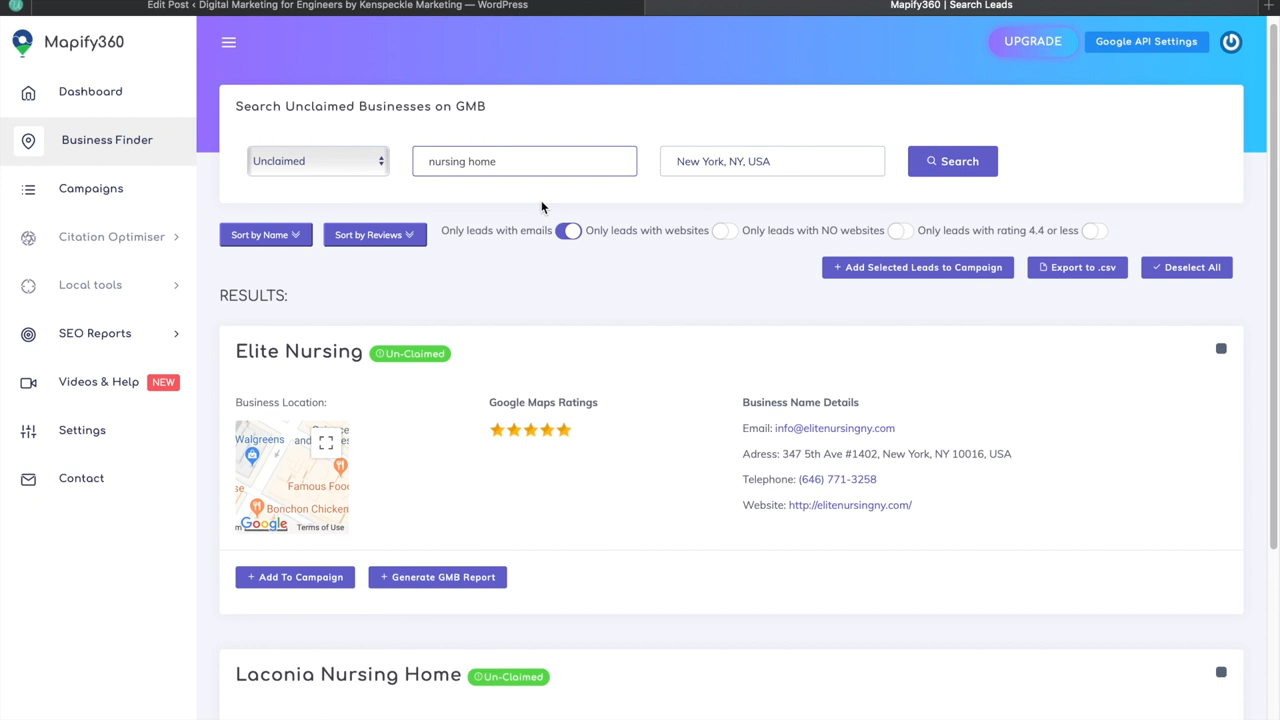 Edit Post ‹ Digital Marketing for Engineers by Kenspeckle Marketing — WordPress
Mapify360 | Search Leads
Mapify360
UPGRADE
Google API Settings
Dashboard
Business Finder
Campaigns
Citation Optimiser
Local tools
SEO Reports
Videos & Help NEW
Settings
Contact
Search Unclaimed Businesses on GMB
Unclaimed
nursing home
New York, NY, USA
Search
Sort by Name
Sort by Reviews
Only leads with emails
Only leads with websites
Only leads with NO websites
Only leads with rating 4.4 or less
+ Add Selected Leads to Campaign
Export to .csv
Deselect All
RESULTS:
Elite Nursing Un-Claimed
Business Location:
Walgreens
Famous Food
Bonchon Chicken
Google
Terms of Use
Google Maps Ratings
Business Name Details
Email: info@elitenursingny.com
Adress: 347 5th Ave #1402, New York, NY 10016, USA
Telephone: (646) 771-3258
Website: http://elitenursingny.com/
+ Add To Campaign
+ Generate GMB Report
Laconia Nursing Home Un-Claimed